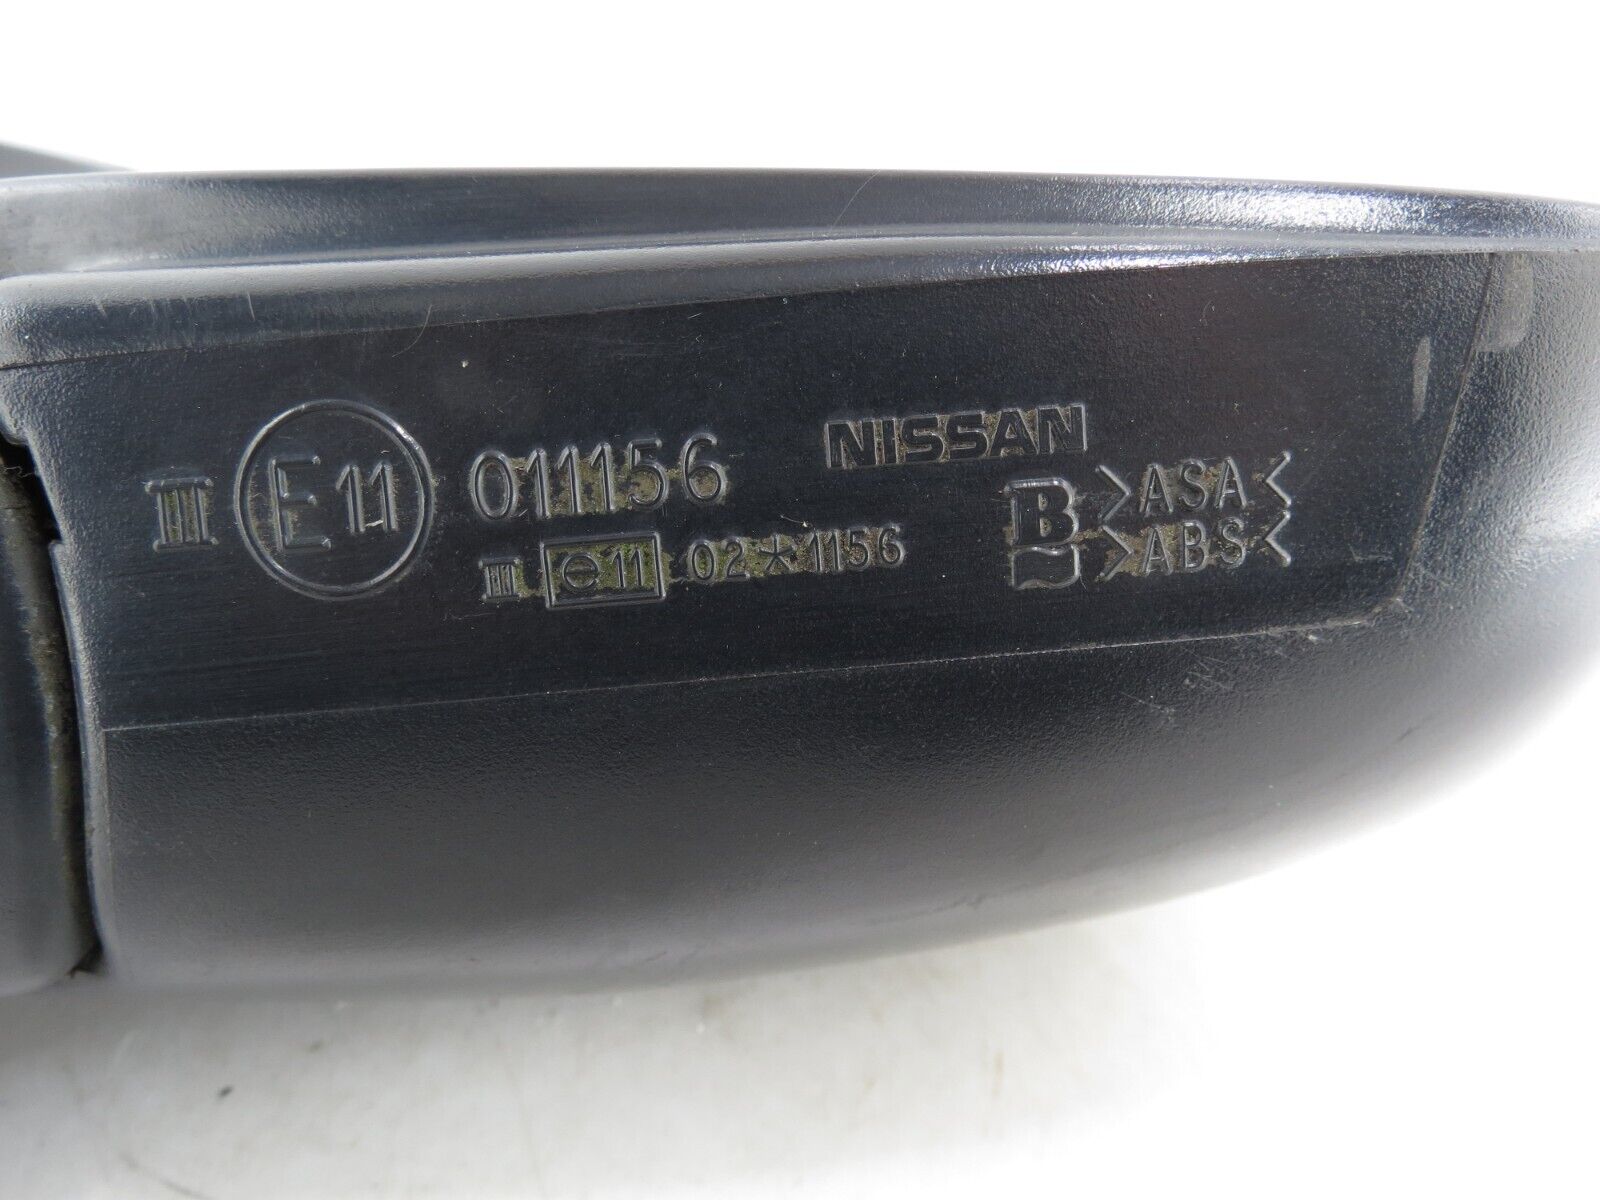 NISSAN
III E11 011156
III e11 02*1156
B >ASA<
>ABS<